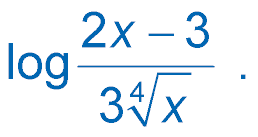 log (2x – 3) / (3∜x) .